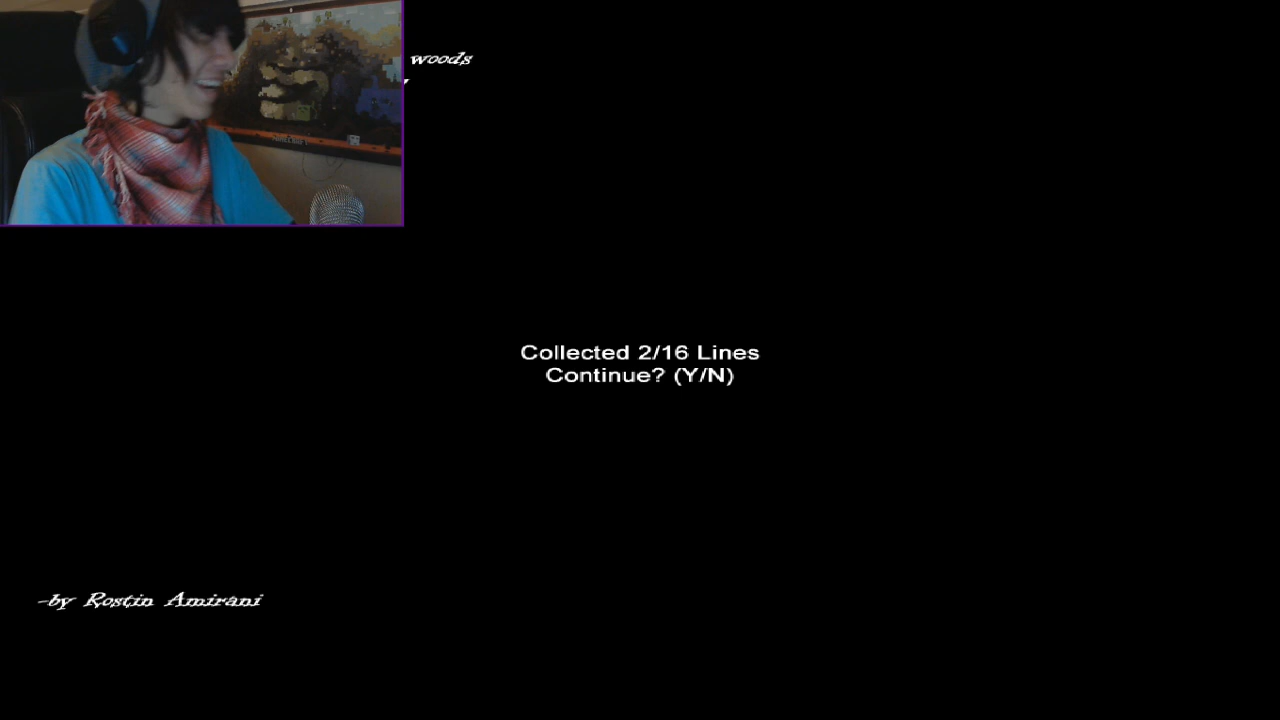 woods
Collected 2/16 Lines
Continue? (Y/N)
-by Rostin Amirani